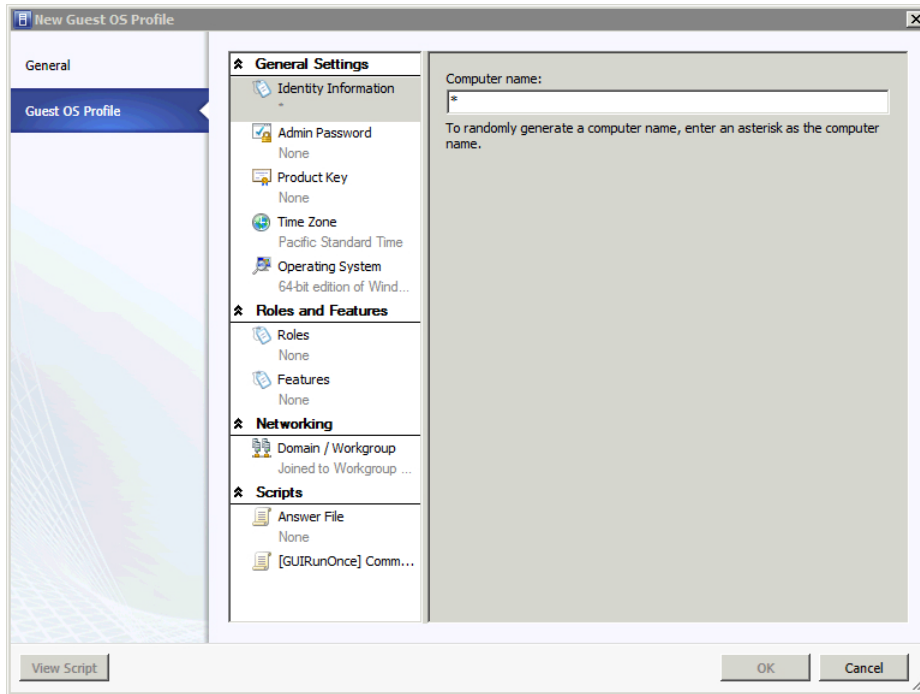 New Guest OS Profile
General
Guest OS Profile
General Settings
Identity Information
*
Admin Password
None
Product Key
None
Time Zone
Pacific Standard Time
Operating System
64-bit edition of Wind...
Roles and Features
Roles
None
Features
None
Networking
Domain / Workgroup
Joined to Workgroup ...
Scripts
Answer File
None
[GUIRunOnce] Comm...
Computer name:
*
To randomly generate a computer name, enter an asterisk as the computer
name.
View Script
OK
Cancel